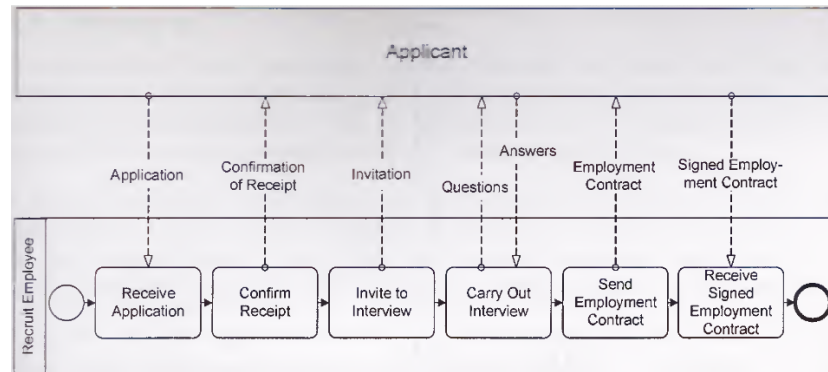 Applicant
Application
Confirmation
of Receipt
Invitation
Questions
Answers
Employment
Contract
Signed Employ-
ment Contract
Recruit Employee
Receive
Application
Confirm
Receipt
Invite to
Interview
Carry Out
Interview
Send
Employment
Contract
Receive
Signed
Employment
Contract